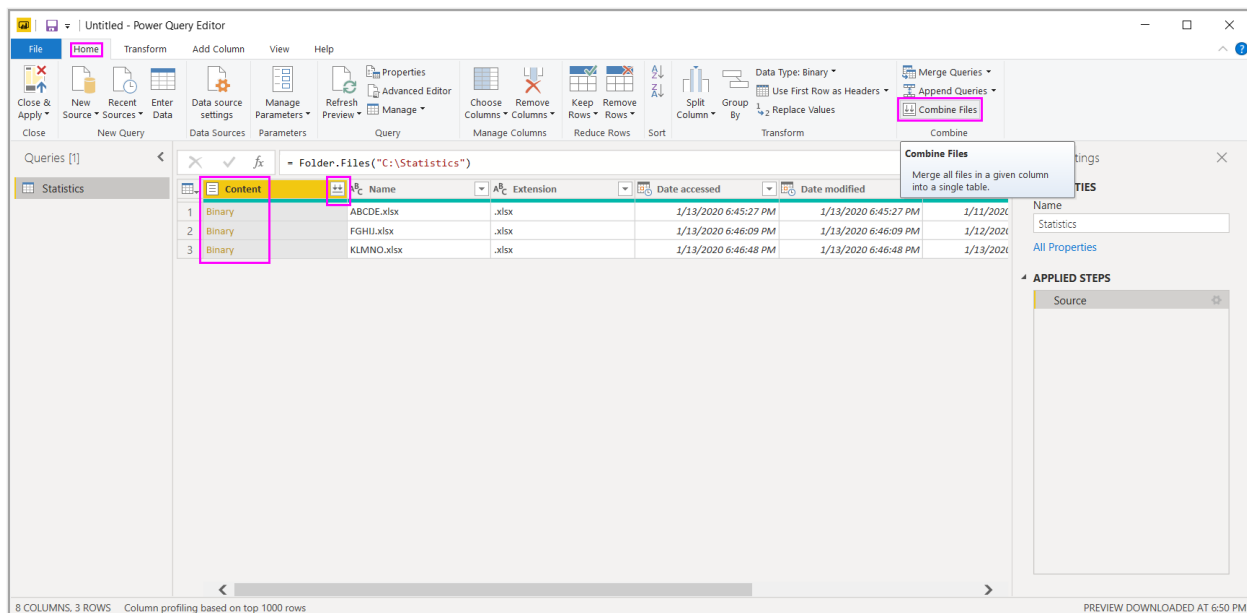 Untitled - Power Query Editor
File Home Transform Add Column View Help
Close & Apply
New Source
Recent Sources
Enter Data
Data source settings
Manage Parameters
Refresh Preview
Properties
Advanced Editor
Manage
Choose Columns
Remove Columns
Keep Rows
Remove Rows
Split Column
Group By
Data Type: Binary
Use First Row as Headers
Replace Values
Merge Queries
Append Queries
Combine Files
Close New Query Data Sources Parameters Query Manage Columns Reduce Rows Sort Transform Combine
Combine Files
Merge all files in a given column
into a single table.
Queries [1]
Statistics
fx = Folder.Files("C:\Statistics")
Content Name Extension Date accessed Date modified
1 Binary ABCDE.xlsx .xlsx 1/13/2020 6:45:27 PM 1/13/2020 6:45:27 PM 1/11/2020
2 Binary FGHIJ.xlsx .xlsx 1/13/2020 6:46:09 PM 1/13/2020 6:46:09 PM 1/12/2020
3 Binary KLMNO.xlsx .xlsx 1/13/2020 6:46:48 PM 1/13/2020 6:46:48 PM 1/13/2020
tings
TIES
Name
Statistics
All Properties
APPLIED STEPS
Source
8 COLUMNS, 3 ROWS Column profiling based on top 1000 rows
PREVIEW DOWNLOADED AT 6:50 PM